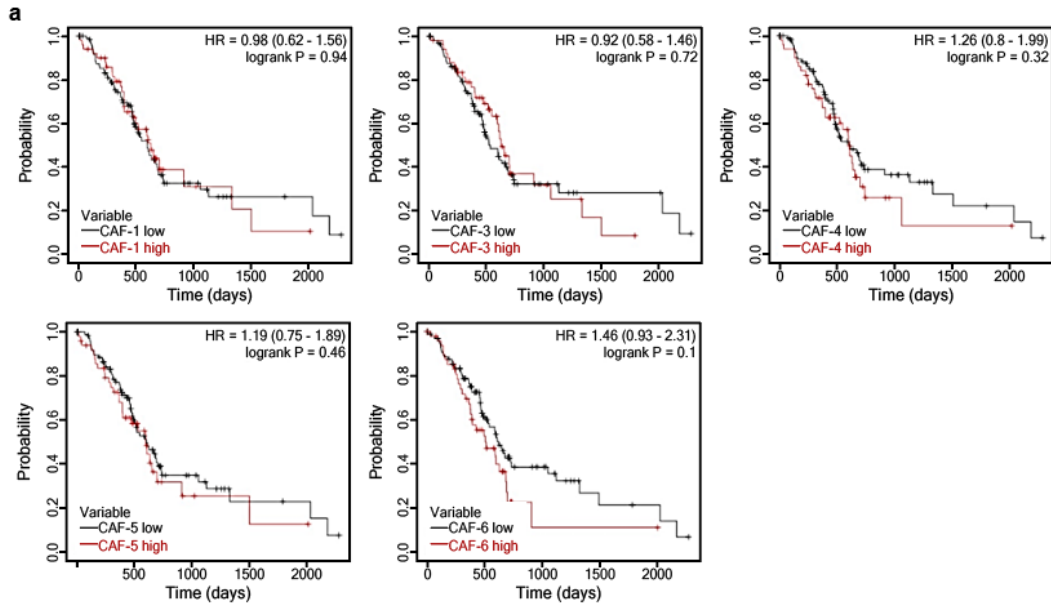 a
HR = 0.98 (0.62 - 1.56)
logrank P = 0.94
Probability
0.0 0.2 0.4 0.6 0.8 1.0
Variable
CAF-1 low
CAF-1 high
500 1000 1500 2000
Time (days)
HR = 0.92 (0.58 - 1.46)
logrank P = 0.72
Probability
0.0 0.2 0.4 0.6 0.8 1.0
Variable
CAF-3 low
CAF-3 high
0 500 1000 1500 2000
Time (days)
HR = 1.26 (0.8 - 1.99)
logrank P = 0.32
Probability
0.0 0.2 0.4 0.6 0.8 1.0
Variable
CAF-4 low
CAF-4 high
0 500 1000 1500 2000
Time (days)
HR = 1.19 (0.75 - 1.89)
logrank P = 0.46
Probability
0.0 0.2 0.4 0.6 0.8 1.0
Variable
CAF-5 low
CAF-5 high
500 1000 1500 2000
Time (days)
HR = 1.46 (0.93 - 2.31)
logrank P = 0.1
Probability
0.0 0.2 0.4 0.6 0.8 1.0
Variable
CAF-6 low
CAF-6 high
0 500 1000 1500 2000
Time (days)